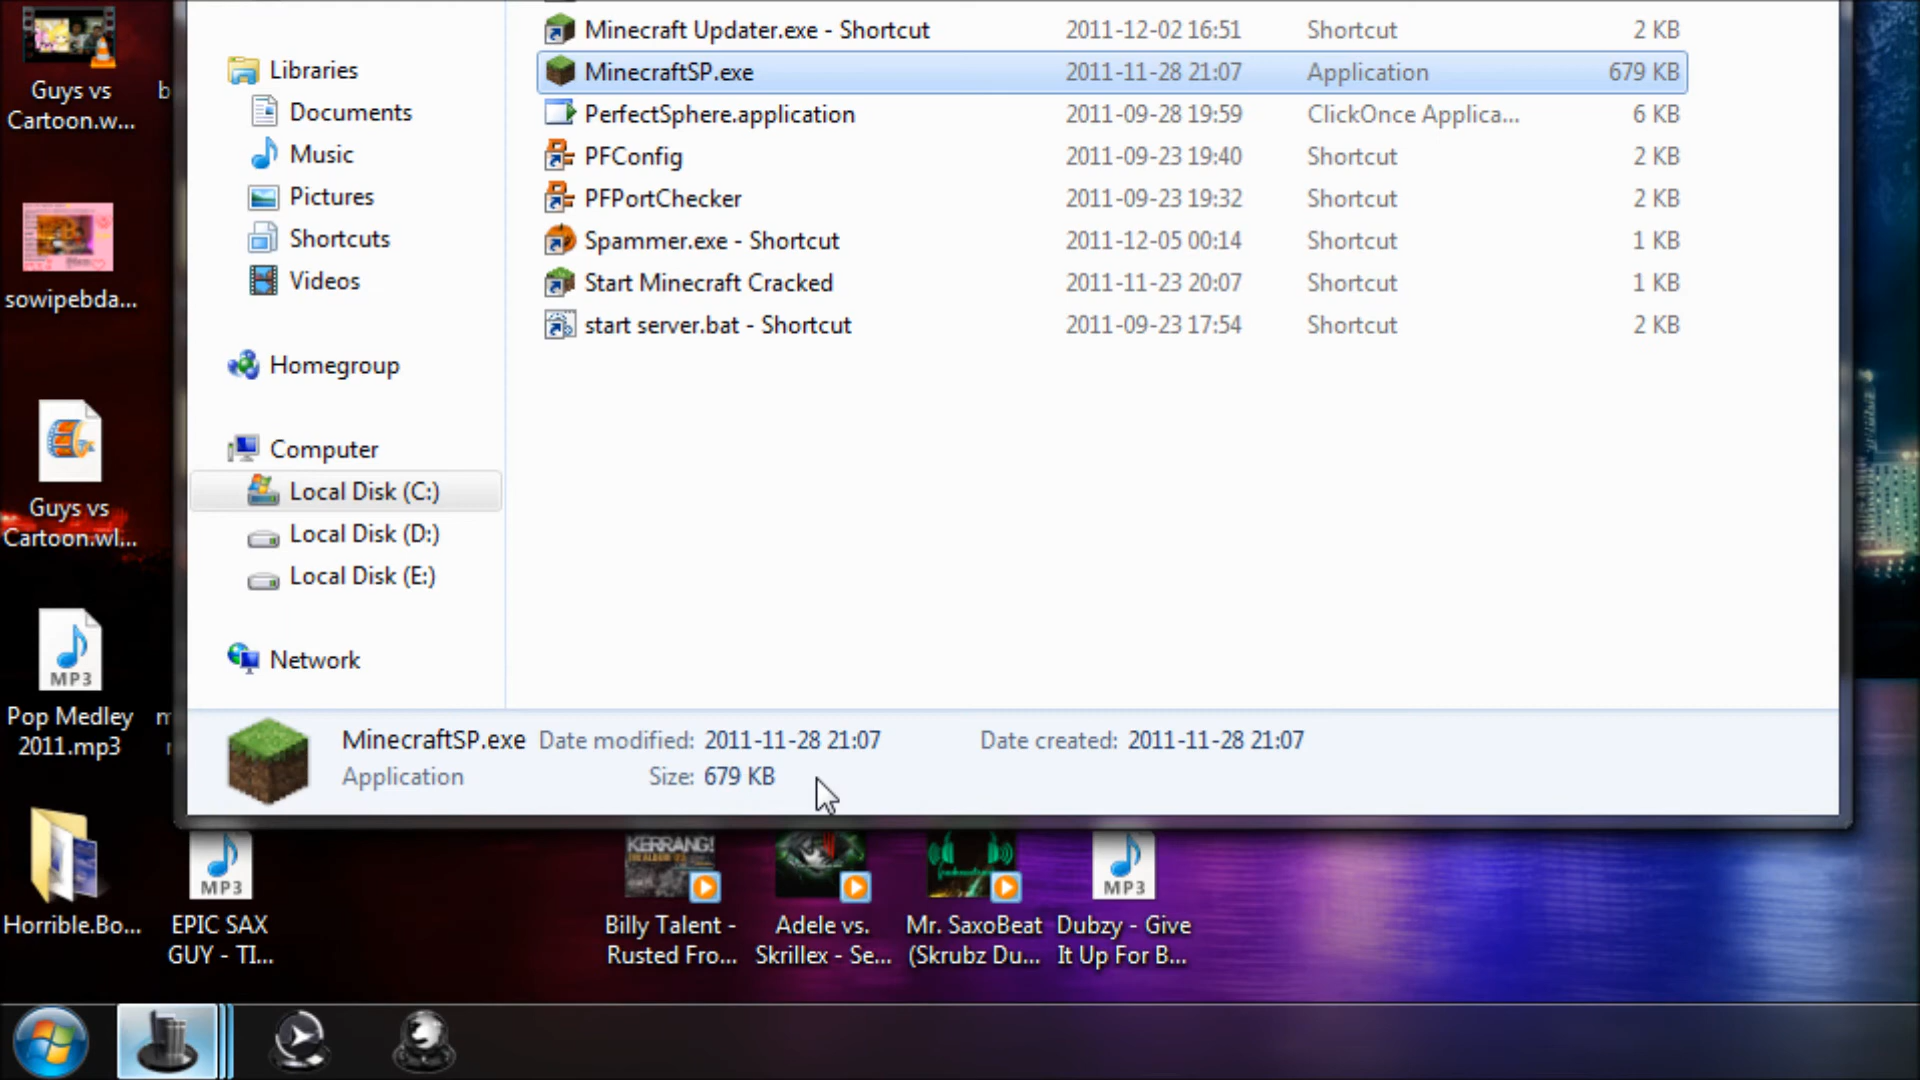 Minecraft Updater.exe - Shortcut 2011-12-02 16:51 Shortcut 2 KB
MinecraftSP.exe 2011-11-28 21:07 Application 679 KB
PerfectSphere.application 2011-09-28 19:59 ClickOnce Applica... 6 KB
PFConfig 2011-09-23 19:40 Shortcut 2 KB
PFPortChecker 2011-09-23 19:32 Shortcut 2 KB
Spammer.exe - Shortcut 2011-12-05 00:14 Shortcut 1 KB
Start Minecraft Cracked 2011-11-23 20:07 Shortcut 1 KB
start server.bat - Shortcut 2011-09-23 17:54 Shortcut 2 KB
Libraries
Documents
Music
Pictures
Shortcuts
Videos
Homegroup
Computer
Local Disk (C:)
Local Disk (D:)
Local Disk (E:)
Network
MinecraftSP.exe Date modified: 2011-11-28 21:07 Date created: 2011-11-28 21:07
Application Size: 679 KB
Guys vs
Cartoon.w...
sowipebda...
Guys vs
Cartoon.wl...
MP3
Pop Medley
2011.mp3
Horrible.Bo...
MP3
EPIC SAX
GUY - TI...
KERRANG!
Billy Talent -
Rusted Fro...
Adele vs.
Skrillex - Se...
Mr. SaxoBeat
(Skrubz Du...
MP3
Dubzy - Give
It Up For B...